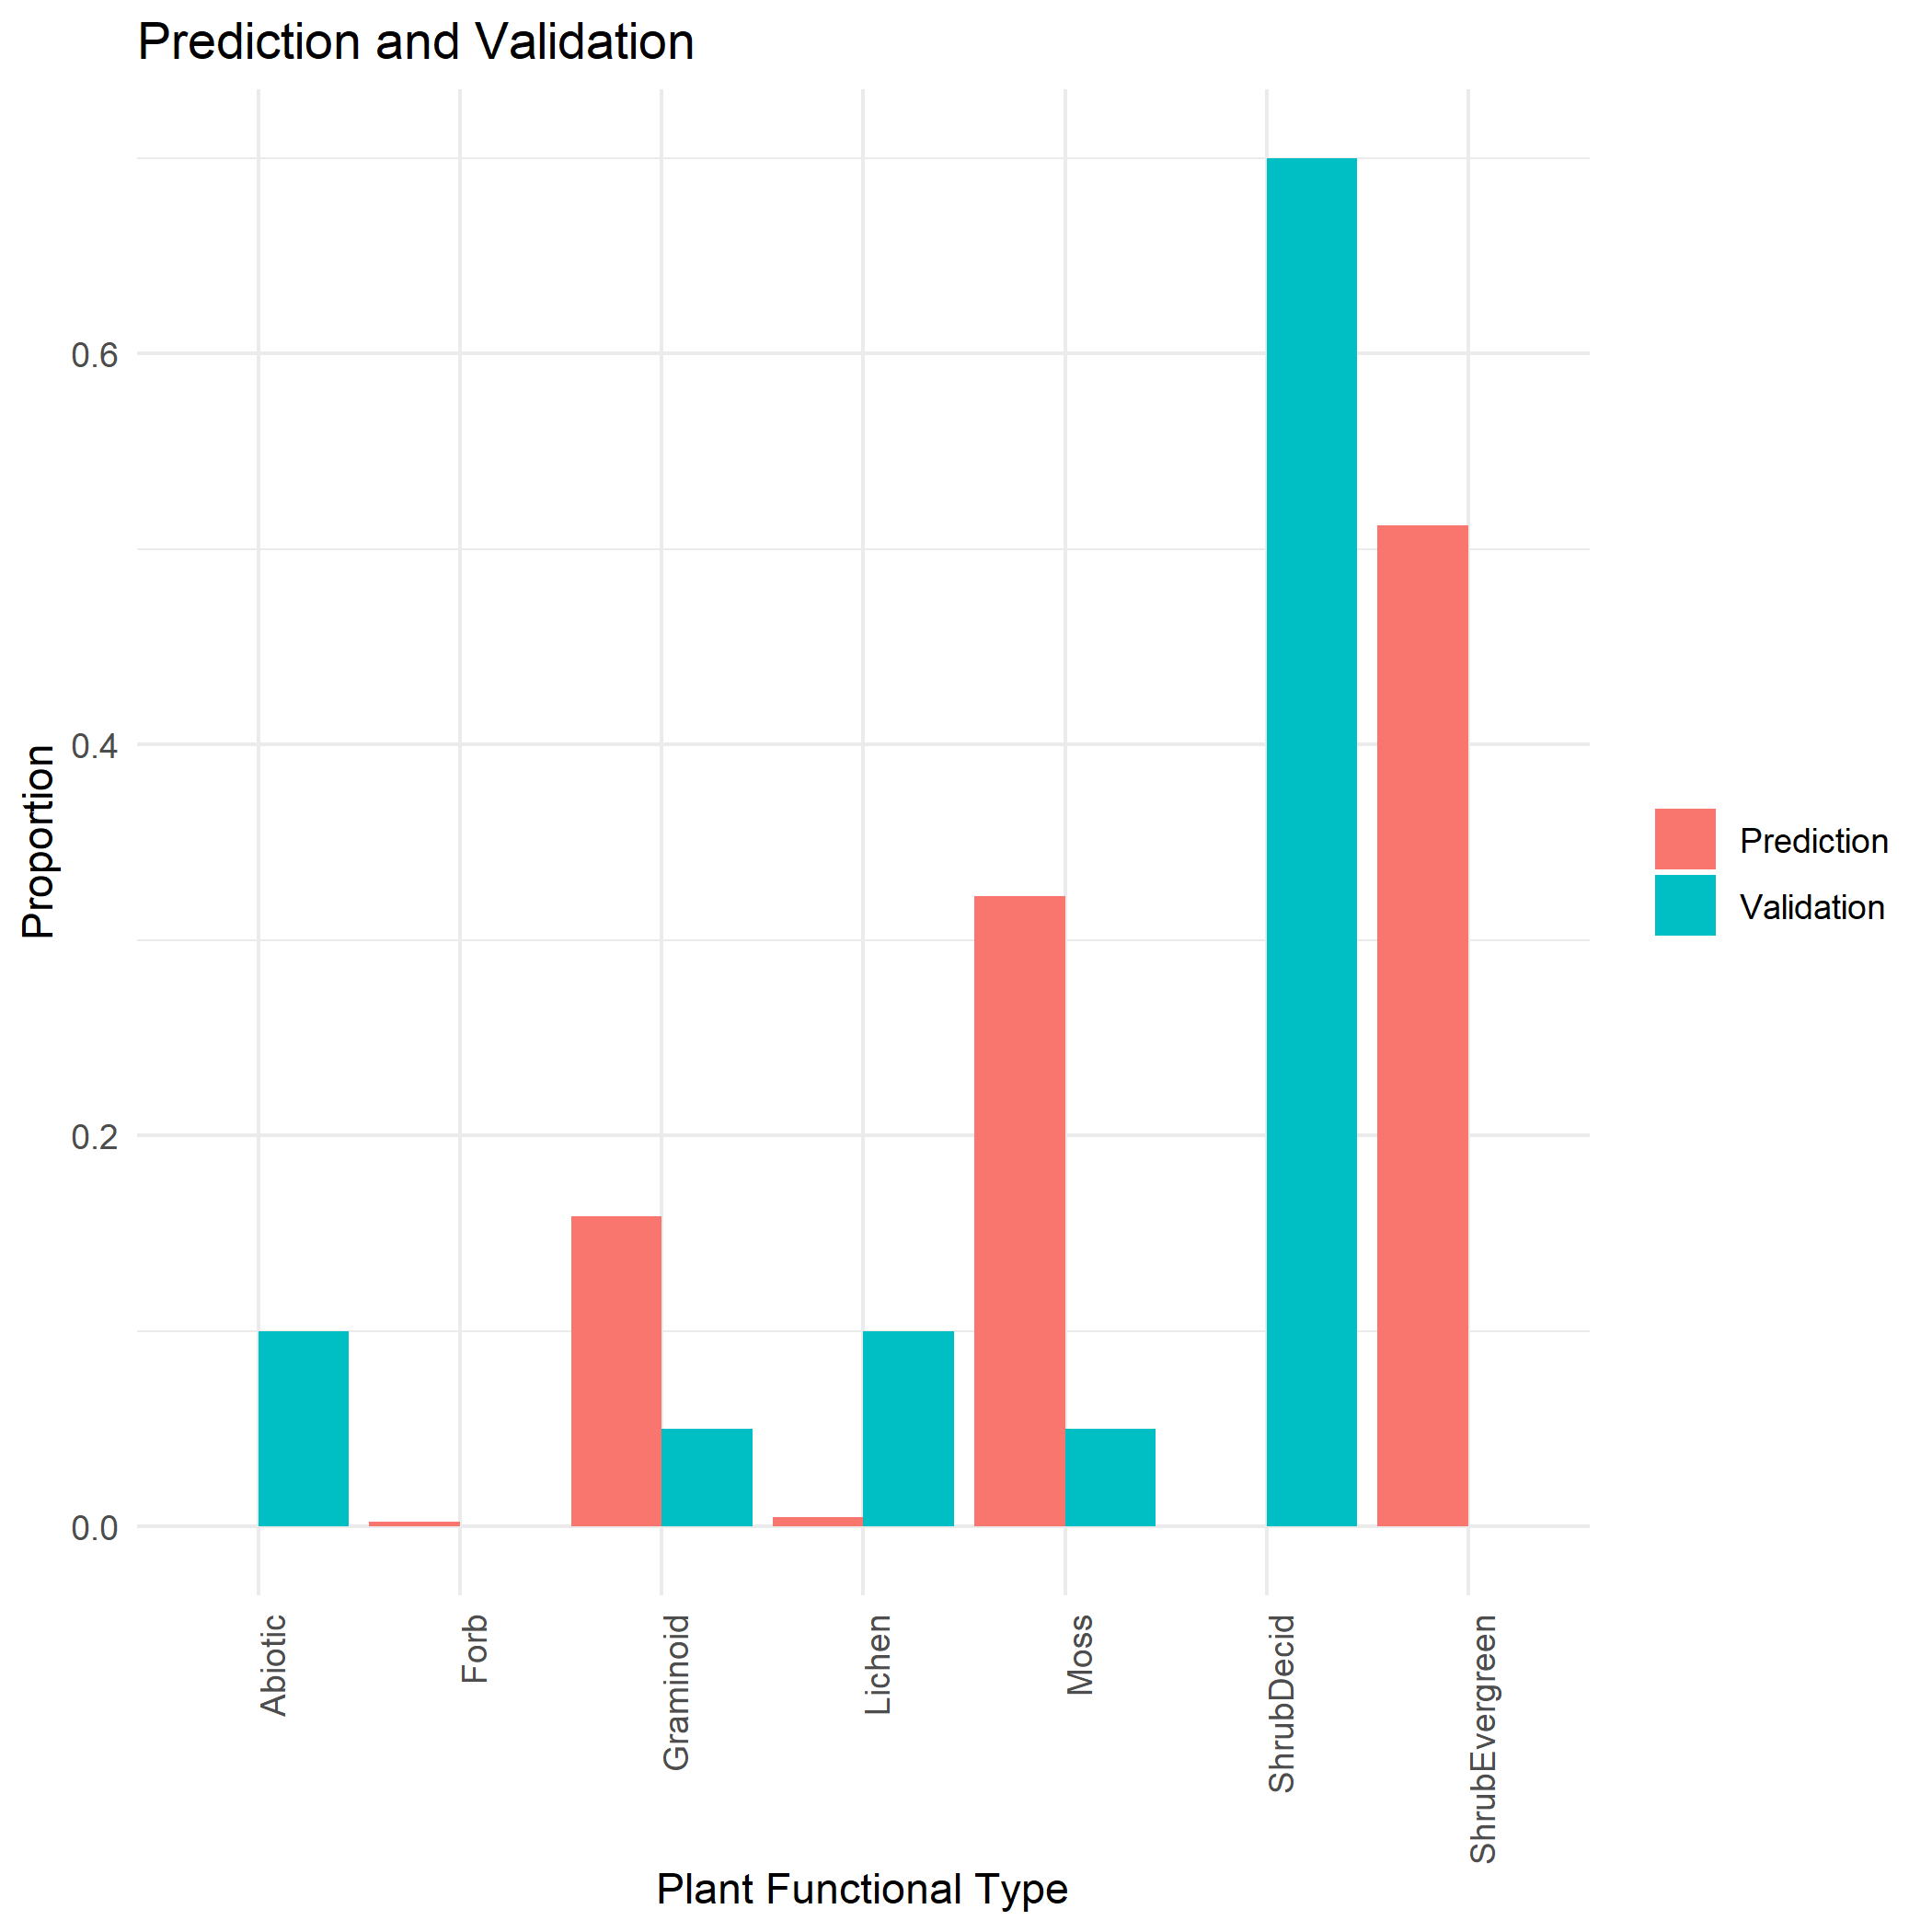 Prediction and Validation
Proportion
0.6
0.4
0.2
0.0
Abiotic
Forb
Graminoid
Lichen
Moss
ShrubDecid
ShrubEvergreen
Plant Functional Type
Prediction
Validation